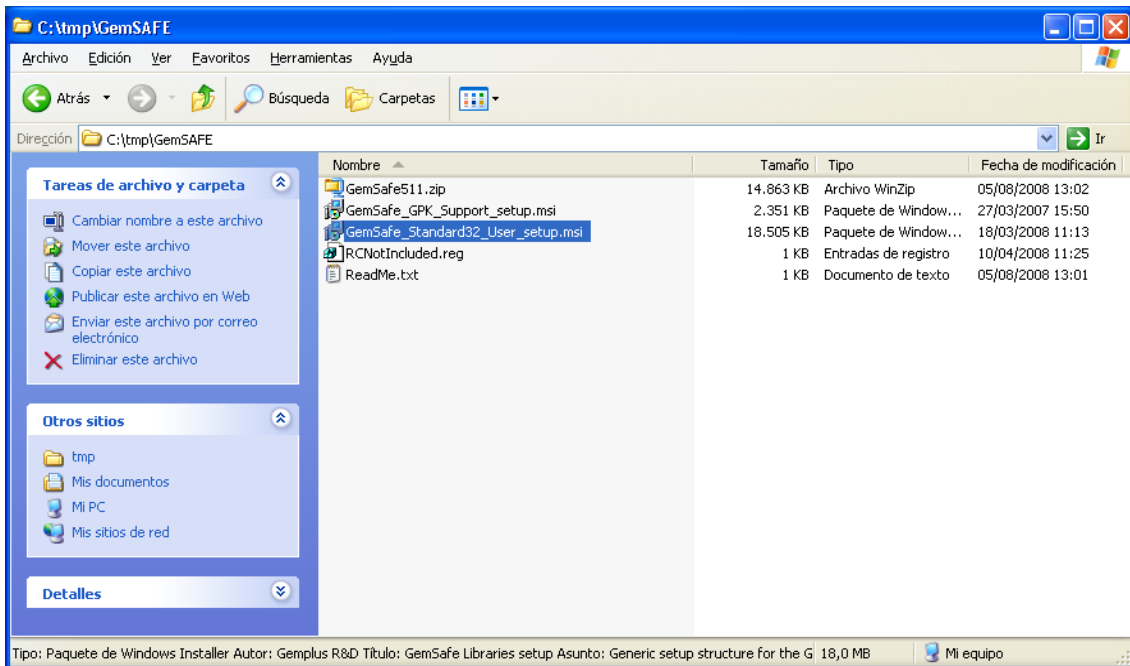 C:\tmp\GemSAFE
Archivo Edición Ver Favoritos Herramientas Ayuda
Atrás Búsqueda Carpetas
Dirección C:\tmp\GemSAFE Ir
Nombre Tamaño Tipo Fecha de modificación
GemSafe511.zip 14.863 KB Archivo WinZip 05/08/2008 13:02
GemSafe_GPK_Support_setup.msi 2.351 KB Paquete de Window... 27/03/2007 15:50
GemSafe_Standard32_User_setup.msi 18.505 KB Paquete de Window... 18/03/2008 11:13
RCNotIncluded.reg 1 KB Entradas de registro 10/04/2008 11:25
ReadMe.txt 1 KB Documento de texto 05/08/2008 13:01
Tareas de archivo y carpeta
Cambiar nombre a este archivo
Mover este archivo
Copiar este archivo
Publicar este archivo en Web
Enviar este archivo por correo
electrónico
Eliminar este archivo
Otros sitios
tmp
Mis documentos
Mi PC
Mis sitios de red
Detalles
Tipo: Paquete de Windows Installer Autor: Gemplus R&D Título: GemSafe Libraries setup Asunto: Generic setup structure for the G 18,0 MB Mi equipo